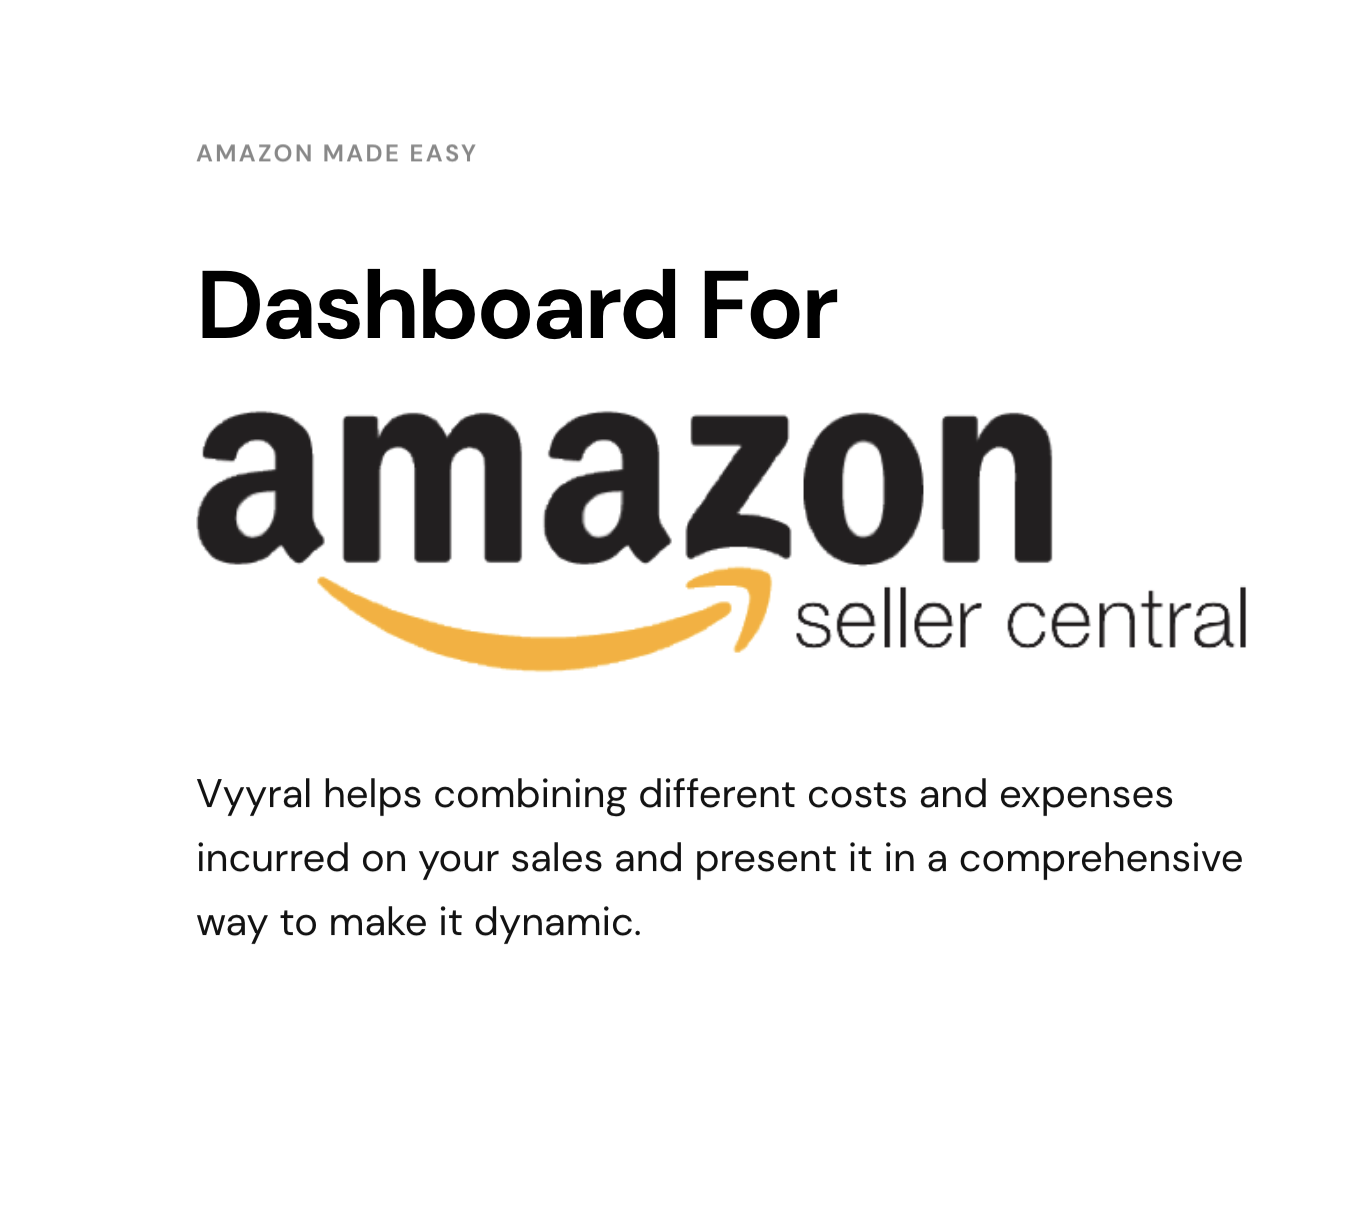 AMAZON MADE EASY
Dashboard For
amazon
seller central
Vyyral helps combining different costs and expenses
incurred on your sales and present it in a comprehensive
way to make it dynamic.